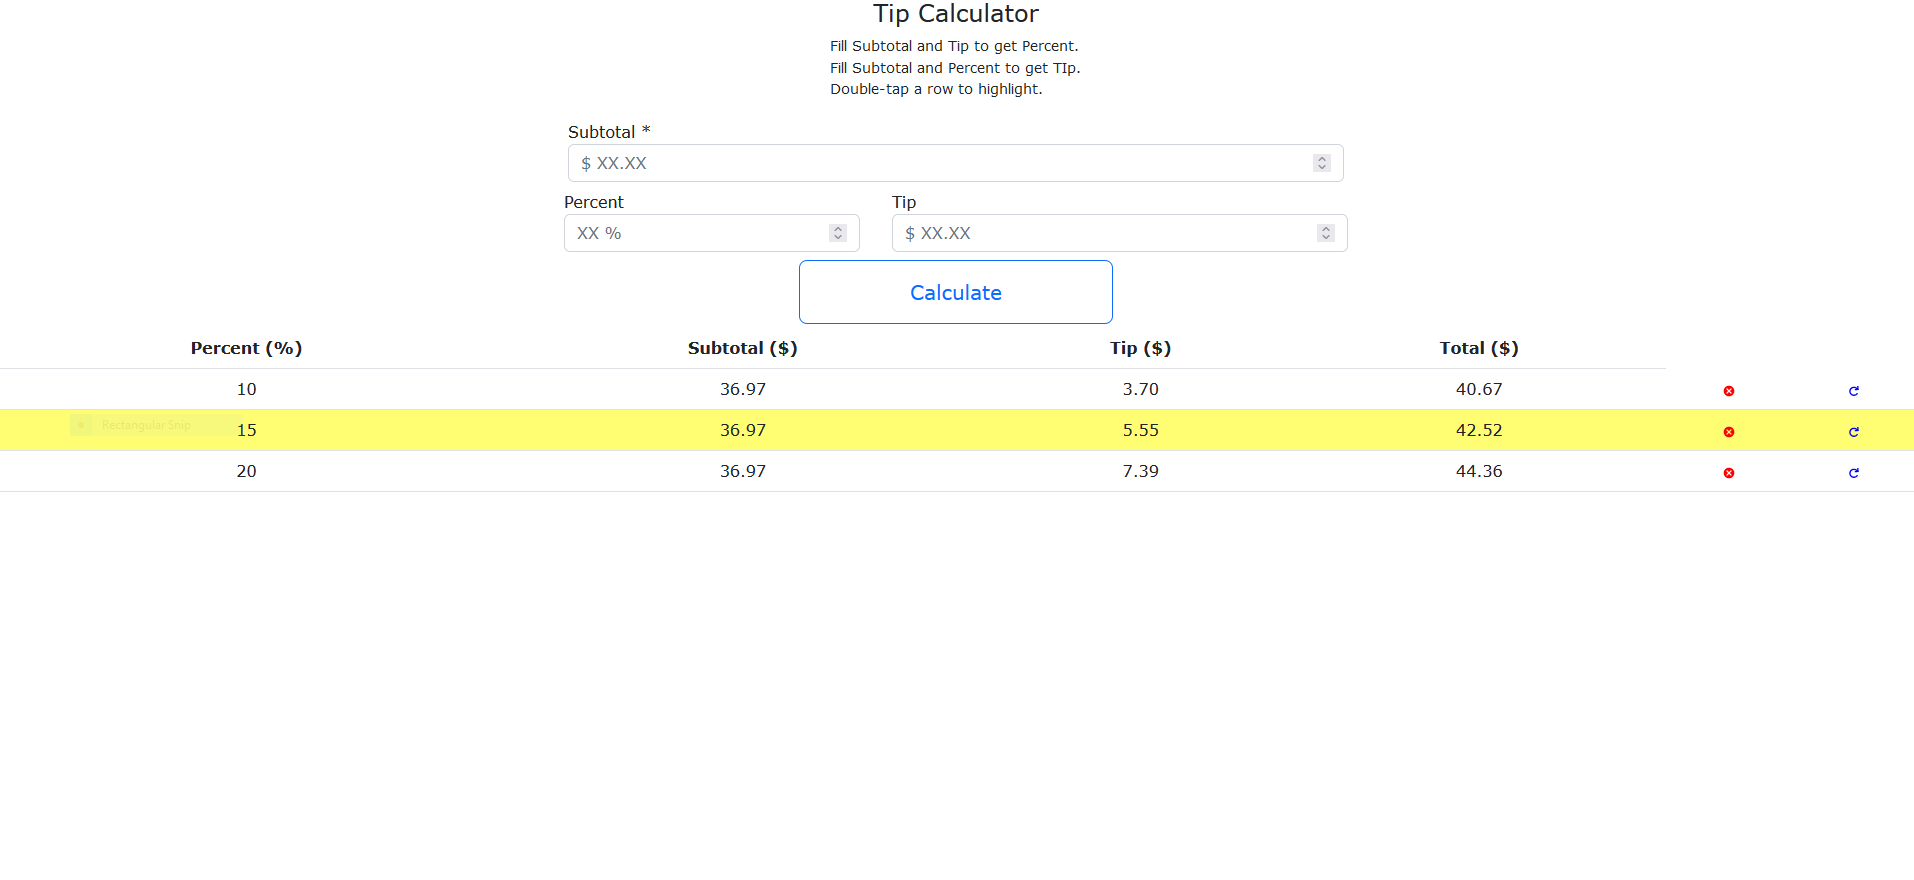 Tip Calculator
Fill Subtotal and Tip to get Percent.
Fill Subtotal and Percent to get TIp.
Double-tap a row to highlight.
Subtotal *
$ XX.XX
Percent Tip
XX % $ XX.XX
Calculate
Percent (%) Subtotal ($) Tip ($) Total ($)
10 36.97 3.70 40.67
Rectangular Snip 15 36.97 5.55 42.52
20 36.97 7.39 44.36